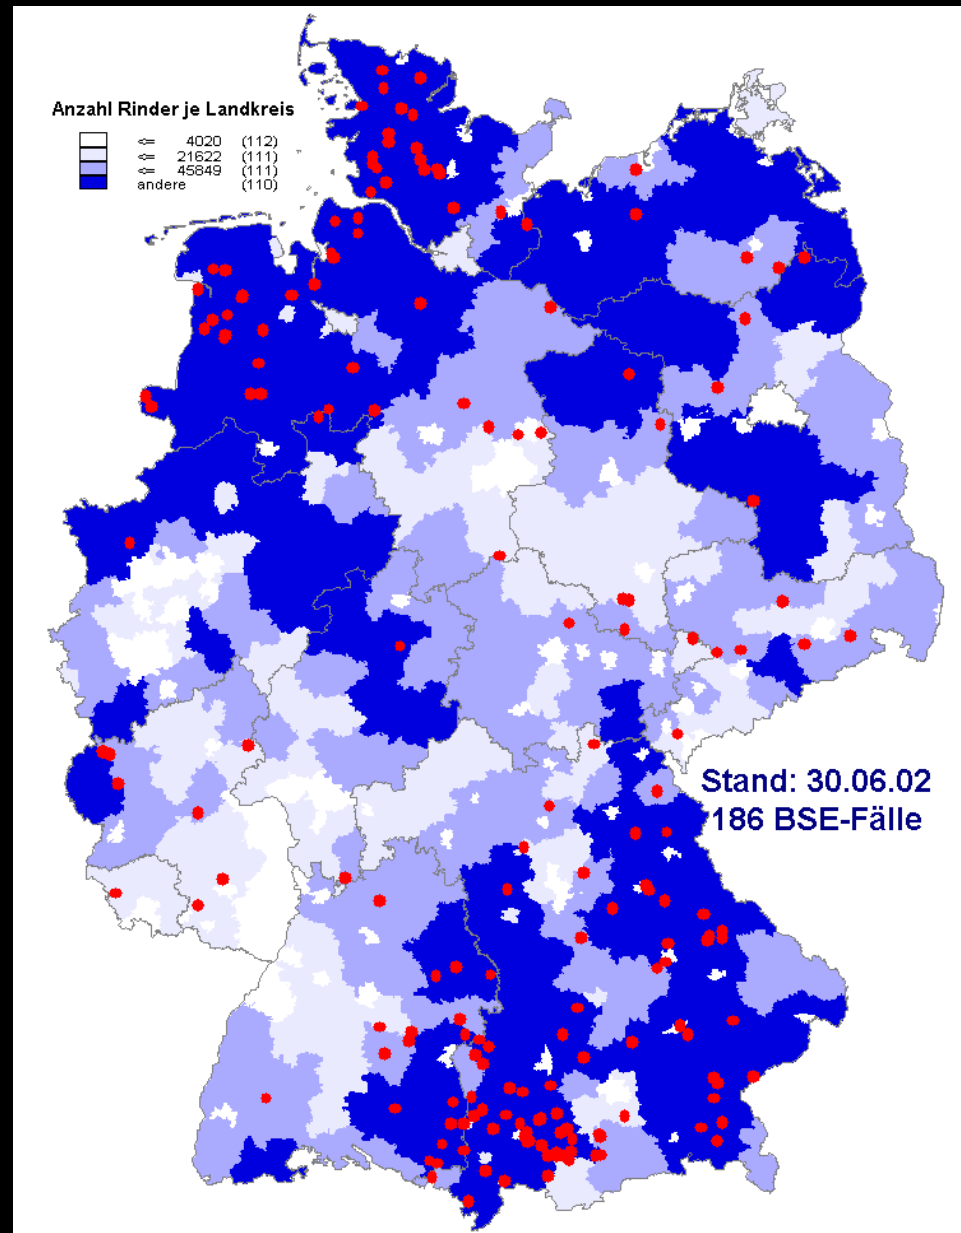 Anzahl Rinder je Landkreis
<= 4020 (112)
<= 21622 (111)
<= 45849 (111)
andere (110)
Stand: 30.06.02
186 BSE-Fälle